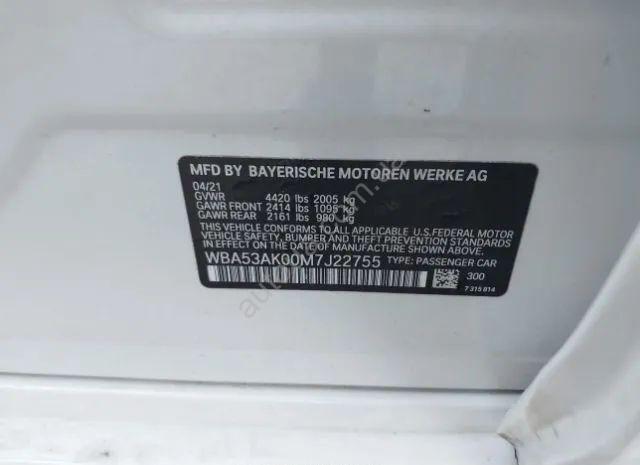 MFD BY BAYERISCHE MOTOREN WERKE AG
04/21
GVWR 4420 lbs 2005 kg
GAWR FRONT 2414 lbs 1095 kg
GAWR REAR 2161 lbs 980 kg
THIS VEHICLE CONFORMS TO ALL APPLICABLE U.S. FEDERAL MOTOR
VEHICLE SAFETY, BUMPER AND THEFT PREVENTION STANDARDS
IN EFFECT ON THE DATE OF MANUFACTURE SHOWN ABOVE.
WBA53AK00M7J22755 TYPE: PASSENGER CAR
300
7 315 814